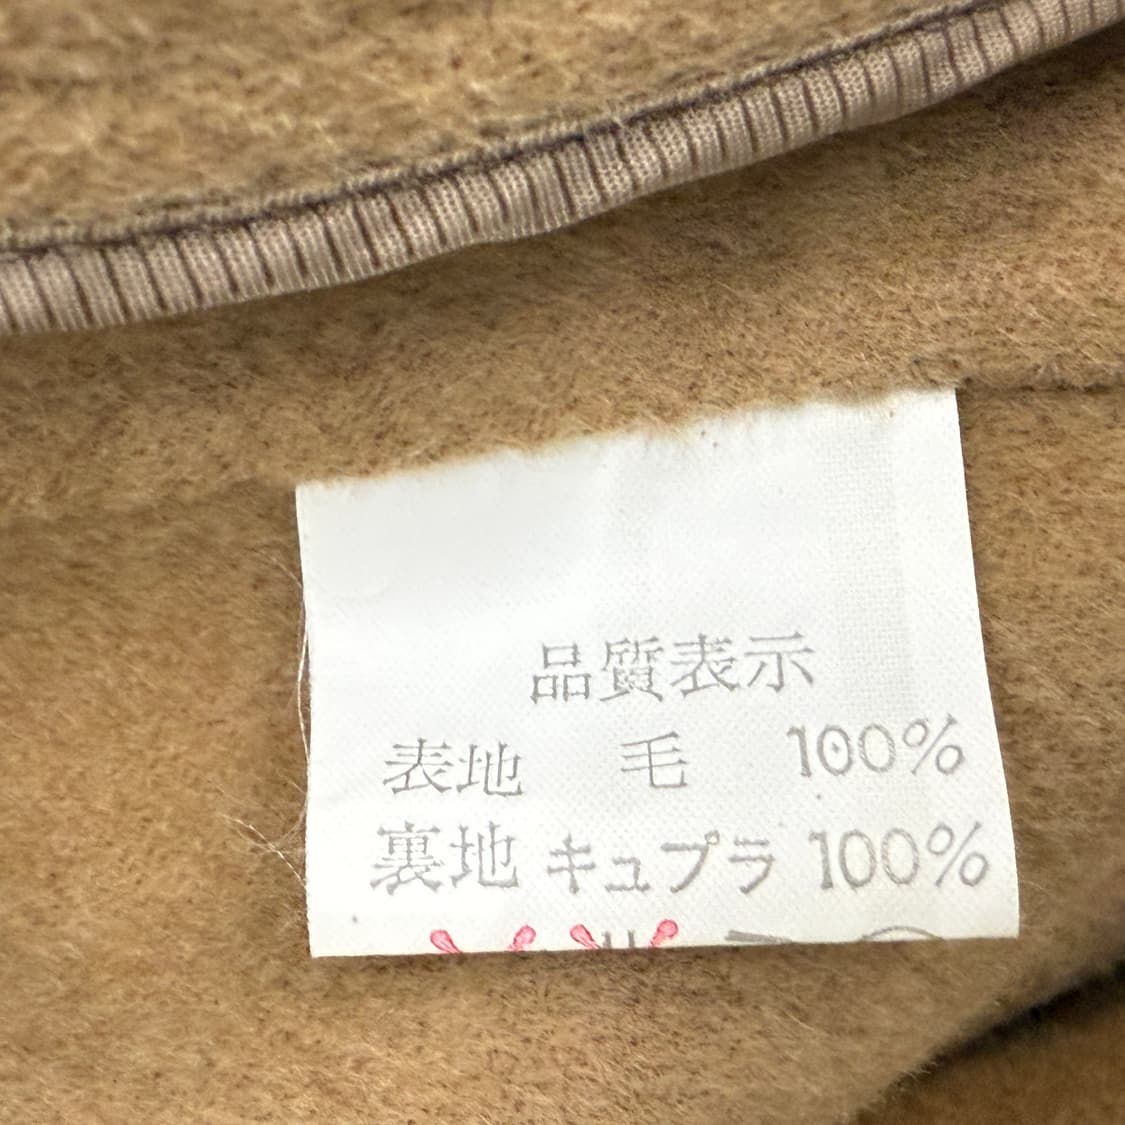 品質表示
表地 毛 100%
裏地 キュプラ 100%